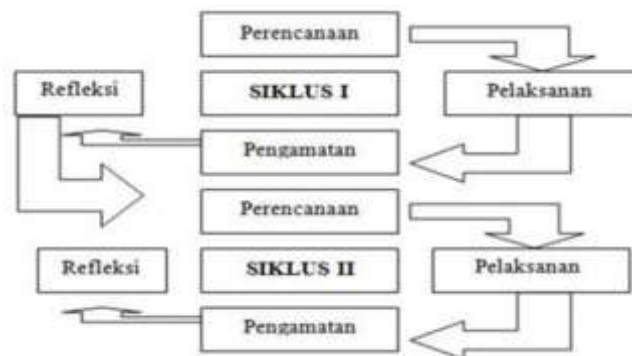 Perencanaan
Refleksi
SIKLUS I
Pelaksanan
Pengamatan
Perencanaan
Refleksi
SIKLUS II
Pelaksanan
Pengamatan